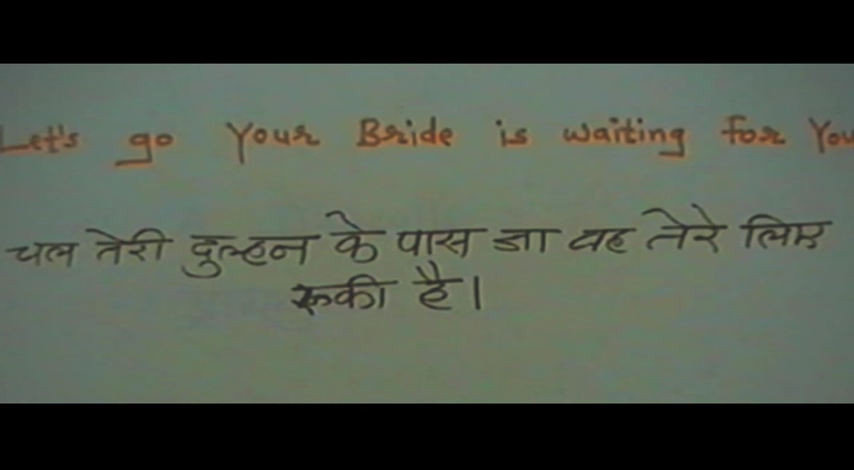 Let's go Your Bride is waiting for You
चल तेरी दुल्हन के पास जा वह तेरे लिए
रूकी है।